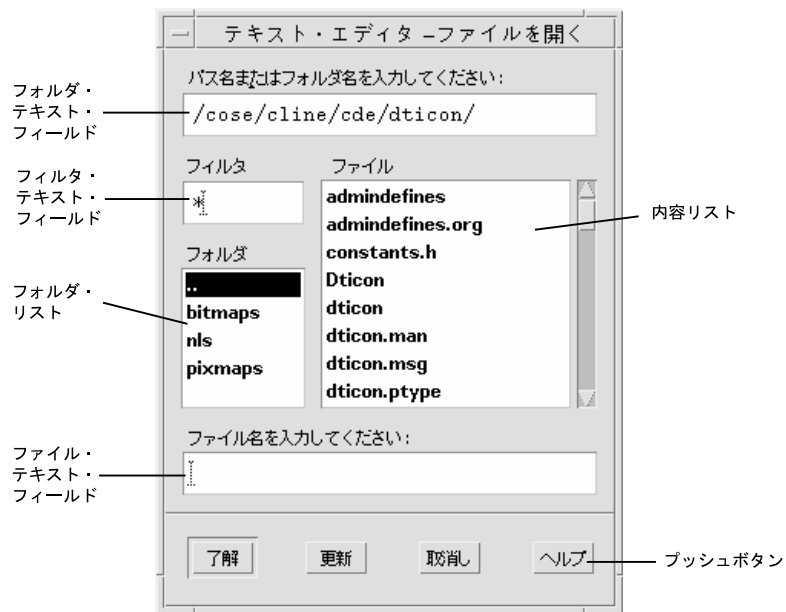 テキスト・エディタ –ファイルを開く
パス名またはフォルダ名を入力してください:
フォルダ・
テキスト・
フィールド
/cose/cline/cde/dticon/
フィルタ
ファイル
フィルタ・
テキスト・
フィールド
*
admindefines
admindefines.org
constants.h
Dticon
dticon
dticon.man
dticon.msg
dticon.ptype
内容リスト
フォルダ
フォルダ・
リスト
..
bitmaps
nls
pixmaps
ファイル名を入力してください:
ファイル・
テキスト・
フィールド
了解
更新
取消し
ヘルプ
プッシュボタン